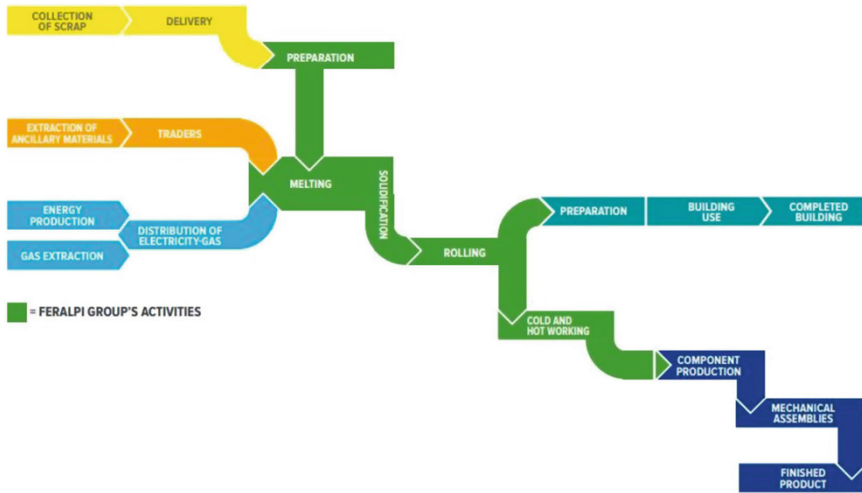 COLLECTION
OF SCRAP
DELIVERY
PREPARATION
EXTRACTION OF
ANCILLARY MATERIALS
TRADERS
MELTING
SOLIDIFICATION
ENERGY
PRODUCTION
DISTRIBUTION OF
ELECTRICITY-GAS
GAS EXTRACTION
ROLLING
PREPARATION
BUILDING
USE
COMPLETED
BUILDING
= FERALPI GROUP'S ACTIVITIES
COLD AND
HOT WORKING
COMPONENT
PRODUCTION
MECHANICAL
ASSEMBLIES
FINISHED
PRODUCT